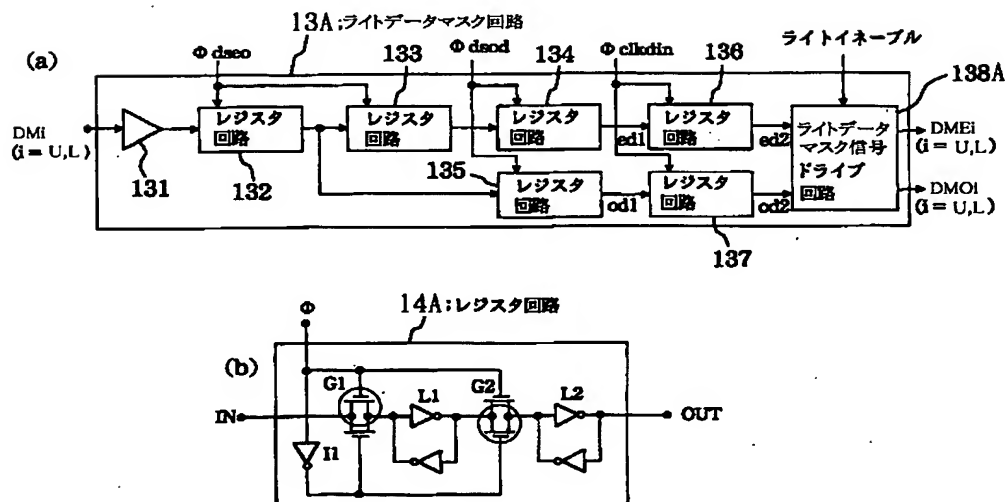 13A;ライトデータマスク回路
(a)
Φdseo
133
Φdsod
134
Φclkdin
136
ライトイネーブル
138A
DMi
(i = U,L)
131
レジスタ
回路
132
レジスタ
回路
レジスタ
回路
ed1
レジスタ
回路
ed2
ライトデータ
マスク信号
ドライブ
回路
DMEi
(i = U,L)
135
レジスタ
回路
od1
レジスタ
回路
od2
137
DMOi
(i = U,L)
Φ
14A;レジスタ回路
(b)
G1
L1
G2
L2
IN
OUT
I1